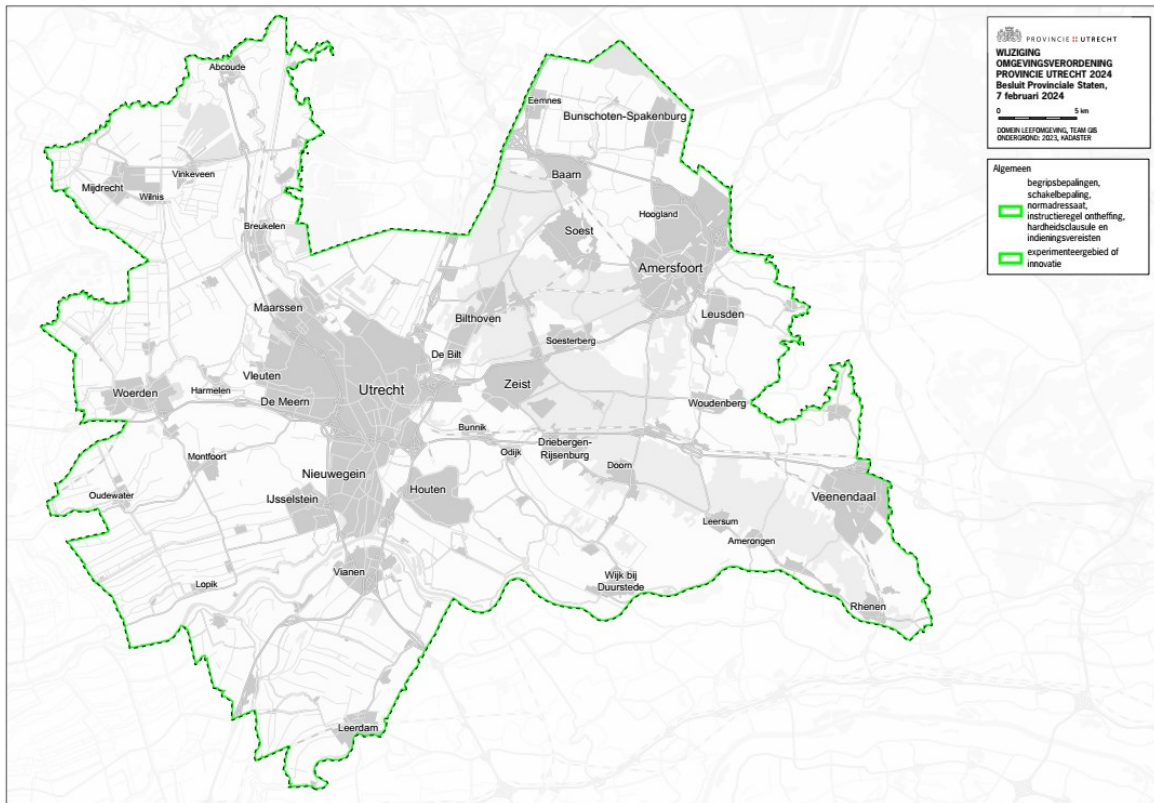 PROVINCIE UTRECHT
WIJZIGING
OMGEVINGSVERORDENING
PROVINCIE UTRECHT 2024
Besluit Provinciale Staten,
7 februari 2024
0 5 km
DOMEIN LEEFOMGEVING, TEAM GIS
ONDERGROND: 2023, KADASTER
Algemeen
begripsbepalingen,
schakelbepaling,
normadressaat,
instructieregel ontheffing,
hardheidsclausule en
indieningsvereisten
experimenteergebied of
innovatie
Abcoude
Eemnes
Bunschoten-Spakenburg
Vinkeveen
Baarn
Mijdrecht
Wilnis
Hoogland
Breukelen
Soest
Amersfoort
Maarssen
Leusden
Bilthoven
Soesterberg
De Bilt
Vleuten
Zeist
Utrecht
Harmelen
Woerden
De Meern
Woudenberg
Bunnik
Driebergen-
Rijsenburg
Odijk
Montfoort
Doorn
Nieuwegein
Houten
Oudewater
IJsselstein
Veenendaal
Leersum
Amerongen
Vianen
Wijk bij
Duurstede
Lopik
Rhenen
Leerdam